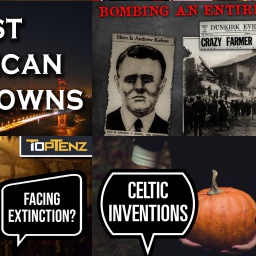 ST
CAN
OWNS
BOMBING AN ENTIRE
Here Is Andrew Kehoe
DUNKIRK EVE
CRAZY FARMER
TOPTENZ
FACING
EXTINCTION?
CELTIC
INVENTIONS